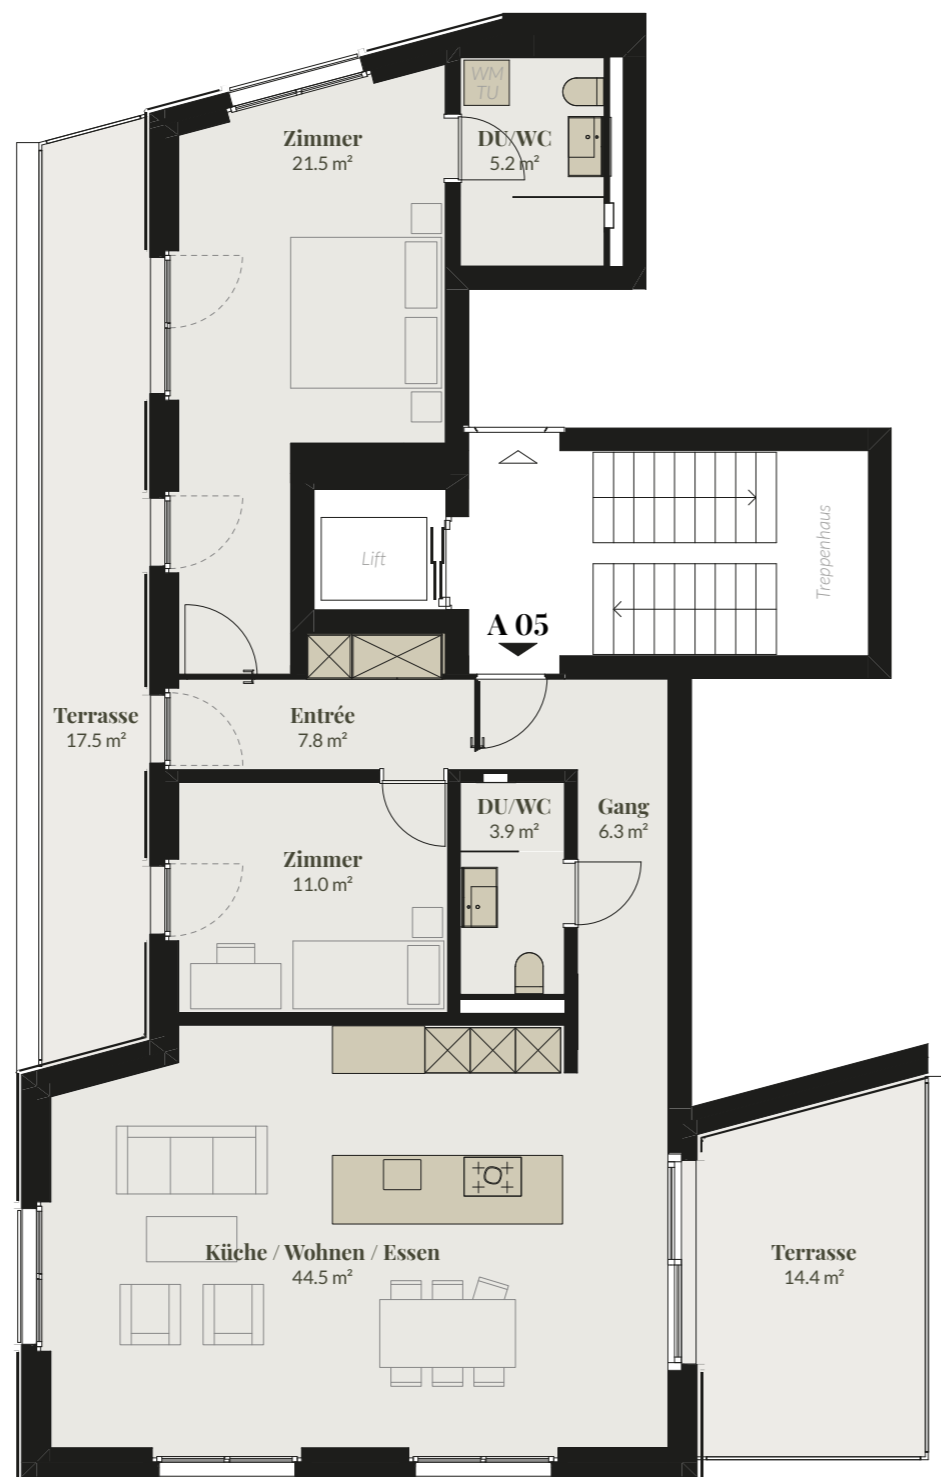 WM
TU
Zimmer
21.5 m²
DU/WC
5.2 m²
Lift
Treppenhaus
A 05
Terrasse
17.5 m²
Entrée
7.8 m²
DU/WC
3.9 m²
Gang
6.3 m²
Zimmer
11.0 m²
Küche / Wohnen / Essen
44.5 m²
Terrasse
14.4 m²